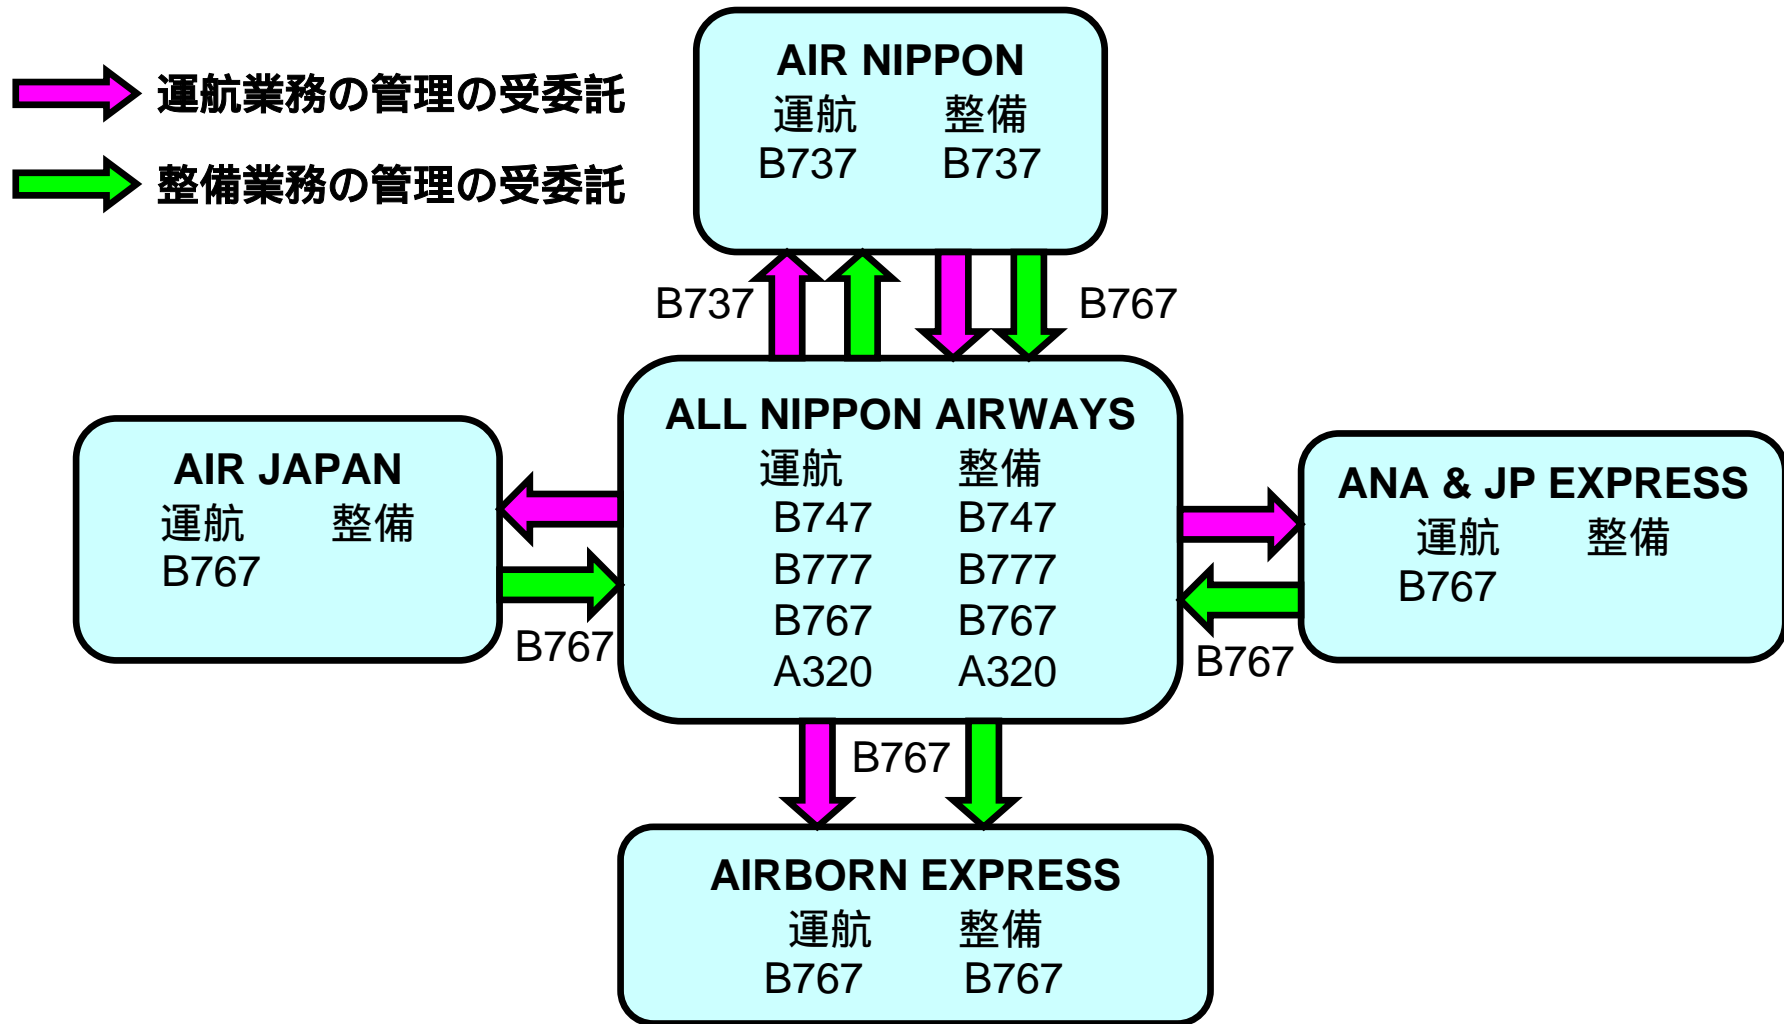 運航業務の管理の受委託
整備業務の管理の受委託
AIR NIPPON
運航 整備
B737 B737
B737
B767
ALL NIPPON AIRWAYS
運航 整備
B747 B747
B777 B777
B767 B767
A320 A320
AIR JAPAN
運航 整備
B767
B767
ANA & JP EXPRESS
運航 整備
B767
B767
B767
AIRBORN EXPRESS
運航 整備
B767 B767